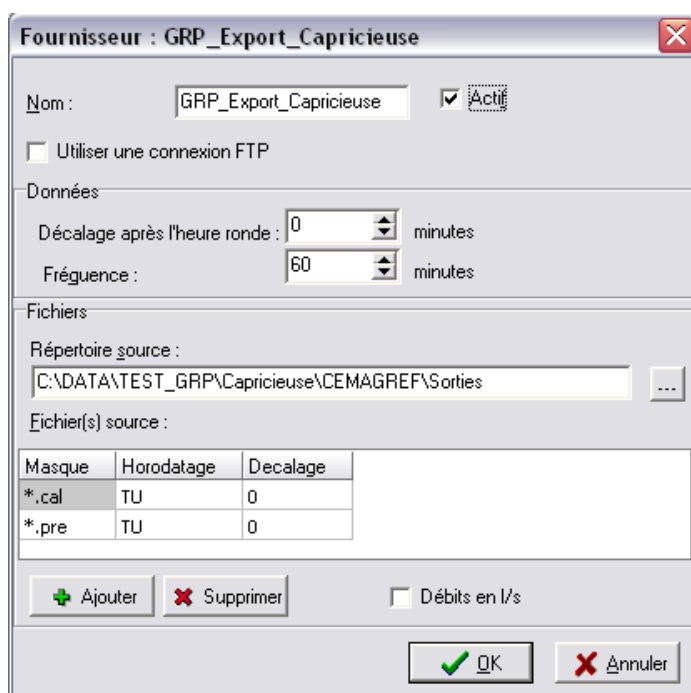 Fournisseur : GRP_Export_Capricieuse
Nom : GRP_Export_Capricieuse Actif
Utiliser une connexion FTP
Données
Décalage après l'heure ronde : 0 minutes
Fréguence : 60 minutes
Fichiers
Répertoire source :
C:\DATA\TEST_GRP\Capricieuse\CEMAGREF\Sorties ...
Fichier(s) source :
Masque Horodatage Decalage
*.cal TU 0
*.pre TU 0
Ajouter Supprimer Débits en l/s
OK Annuler